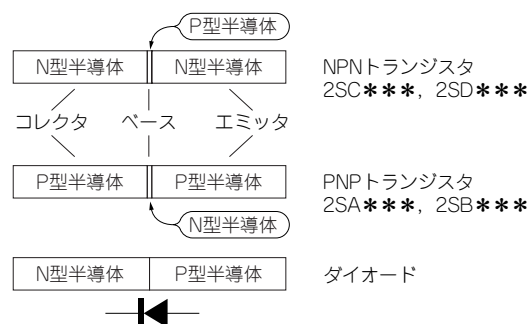 P型半導体
N型半導体 N型半導体 NPNトランジスタ
2SC✱✱✱，2SD✱✱✱
コレクタ ベース エミッタ
P型半導体 P型半導体 PNPトランジスタ
2SA✱✱✱，2SB✱✱✱
N型半導体
N型半導体 P型半導体 ダイオード